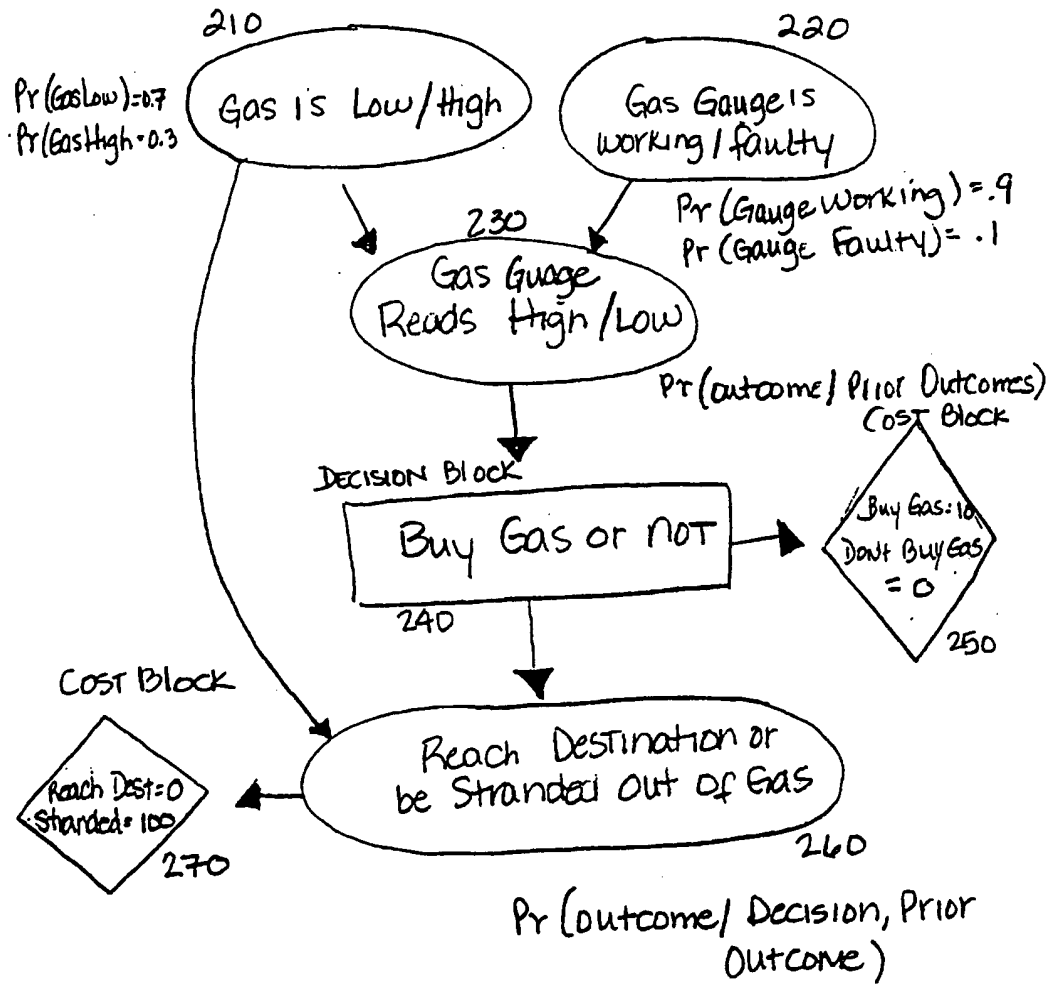 210
220
Pr(GasLow)=0.7
Pr(GasHigh=0.3
Gas is Low/High
Gas Gauge is
working/faulty
Pr(Gauge Working)=.9
Pr(Gauge Faulty)=.1
230
Gas Guage
Reads High/Low
Pr(outcome/Prior Outcomes)
COST Block
DECISION Block
Buy Gas or NOT
240
Buy Gas=10
Don't Buy Gas
=0
250
COST Block
Reach Dest=0
Stranded=100
270
Reach Destination or
be Stranded Out of Gas
260
Pr(outcome/Decision, Prior
Outcome)